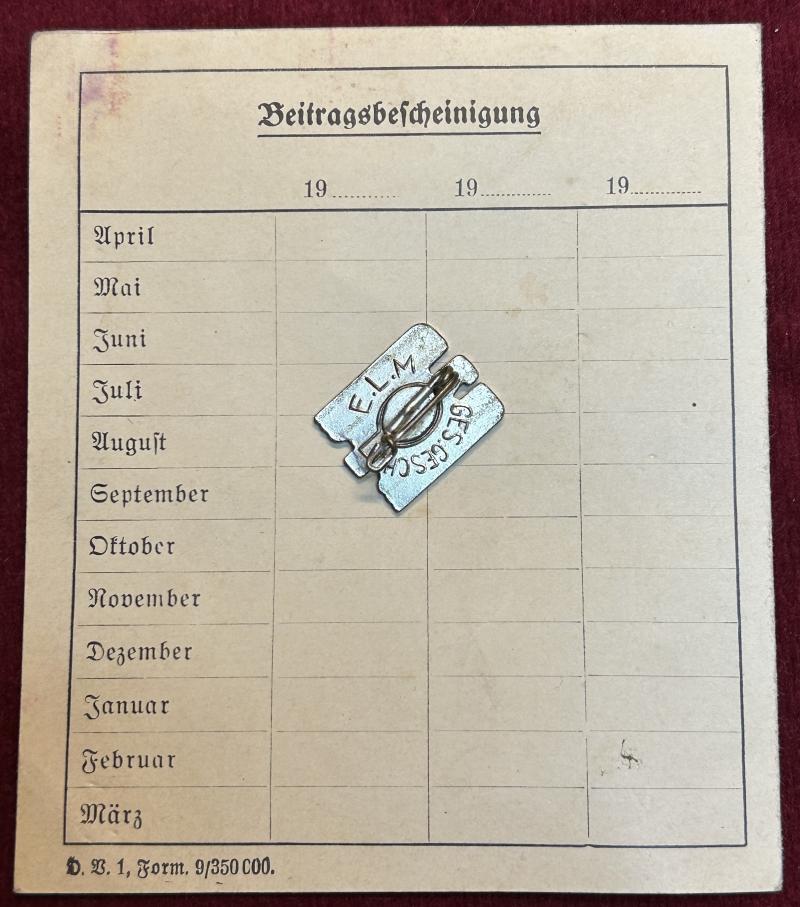 Beitragsbescheinigung
19........... 19........... 19...........
April
Mai
Juni
Juli
August
September
Oktober
November
Dezember
Januar
Februar
März
E.L.M
GES.GESCH
D. V. 1, Form. 9/350 000.